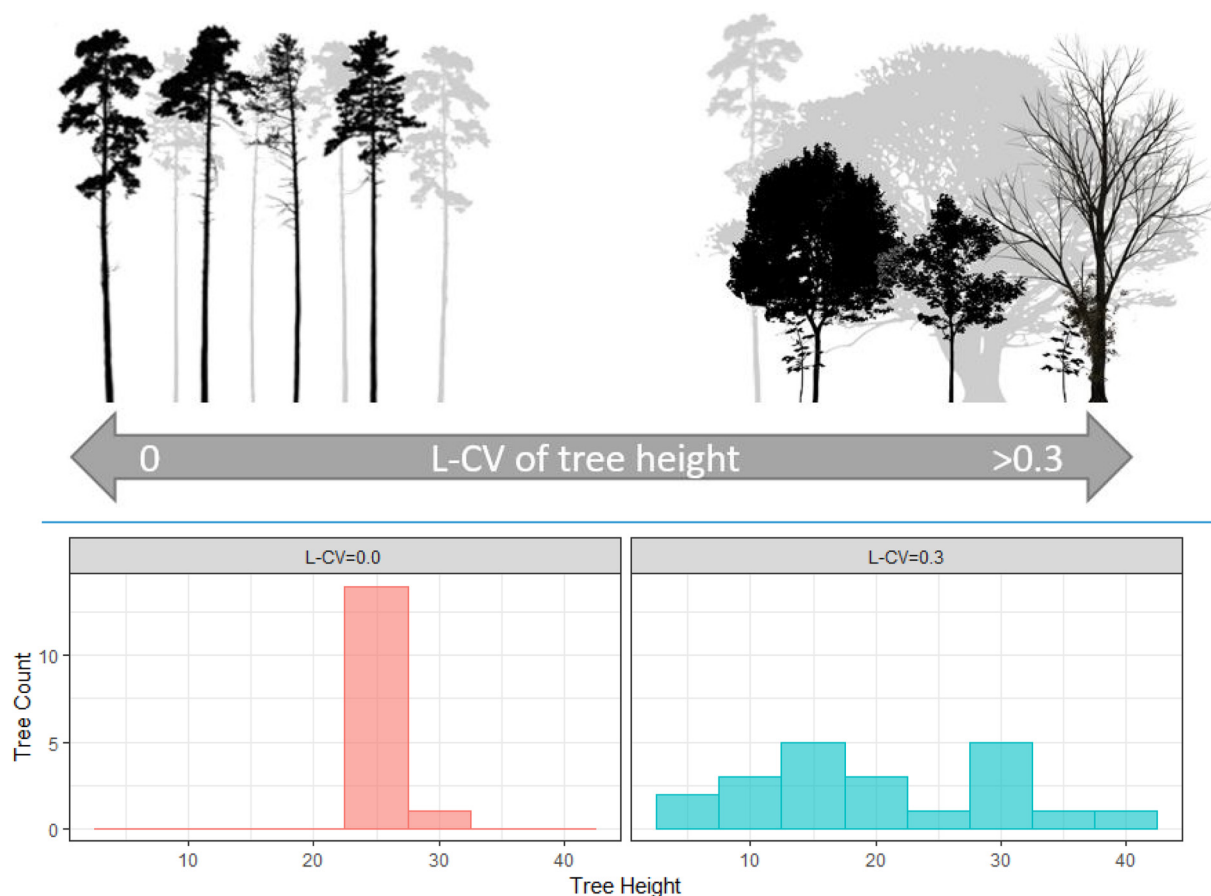 0 L-CV of tree height >0.3
L-CV=0.0 L-CV=0.3
Tree Count
10
5
0
10 20 30 40 10 20 30 40
Tree Height